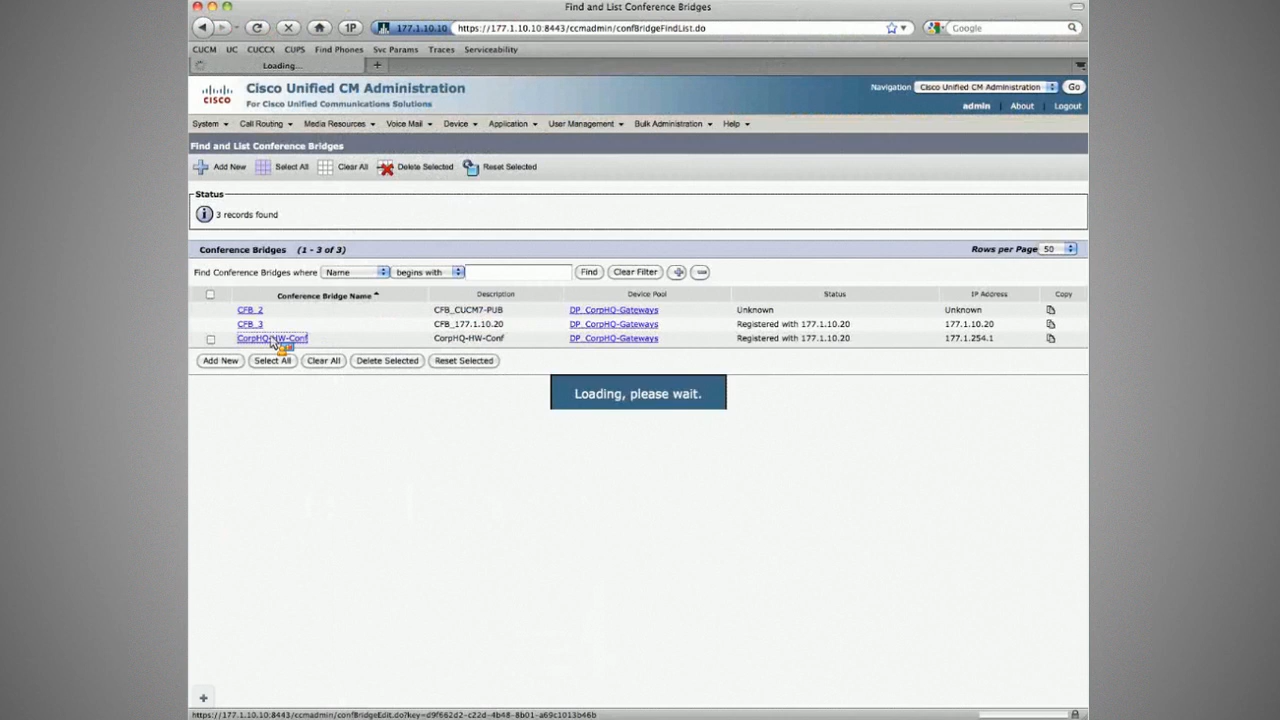 Find and List Conference Bridges
1P 177.1.10.10 https://177.1.10.10:8443/ccmadmin/confBridgeFindList.do Google
CUCM UC CUCCX CUPS Find Phones Svc Params Traces Serviceability
Loading...
Cisco Unified CM Administration Navigation Cisco Unified CM Administration Go
CISCO For Cisco Unified Communications Solutions admin About Logout
System Call Routing Media Resources Voice Mail Device Application User Management Bulk Administration Help
Find and List Conference Bridges
Add New Select All Clear All Delete Selected Reset Selected
Status
3 records found
Conference Bridges (1 - 3 of 3) Rows per Page 50
Find Conference Bridges where Name begins with Find Clear Filter
Conference Bridge Name Description Device Pool Status IP Address Copy
CFB_2 CFB_CUCM7-PUB DP_CorpHQ-Gateways Unknown Unknown
CFB_3 CFB_177.1.10.20 DP_CorpHQ-Gateways Registered with 177.1.10.20 177.1.10.20
CorpHQ-HW-Conf CorpHQ-HW-Conf DP_CorpHQ-Gateways Registered with 177.1.10.20 177.1.254.1
Add New Select All Clear All Delete Selected Reset Selected
Loading, please wait.
https://177.1.10.10:8443/ccmadmin/confBridgeEdit.do?key=d9f662d2-c22d-4b48-8b01-a69c1013b46b